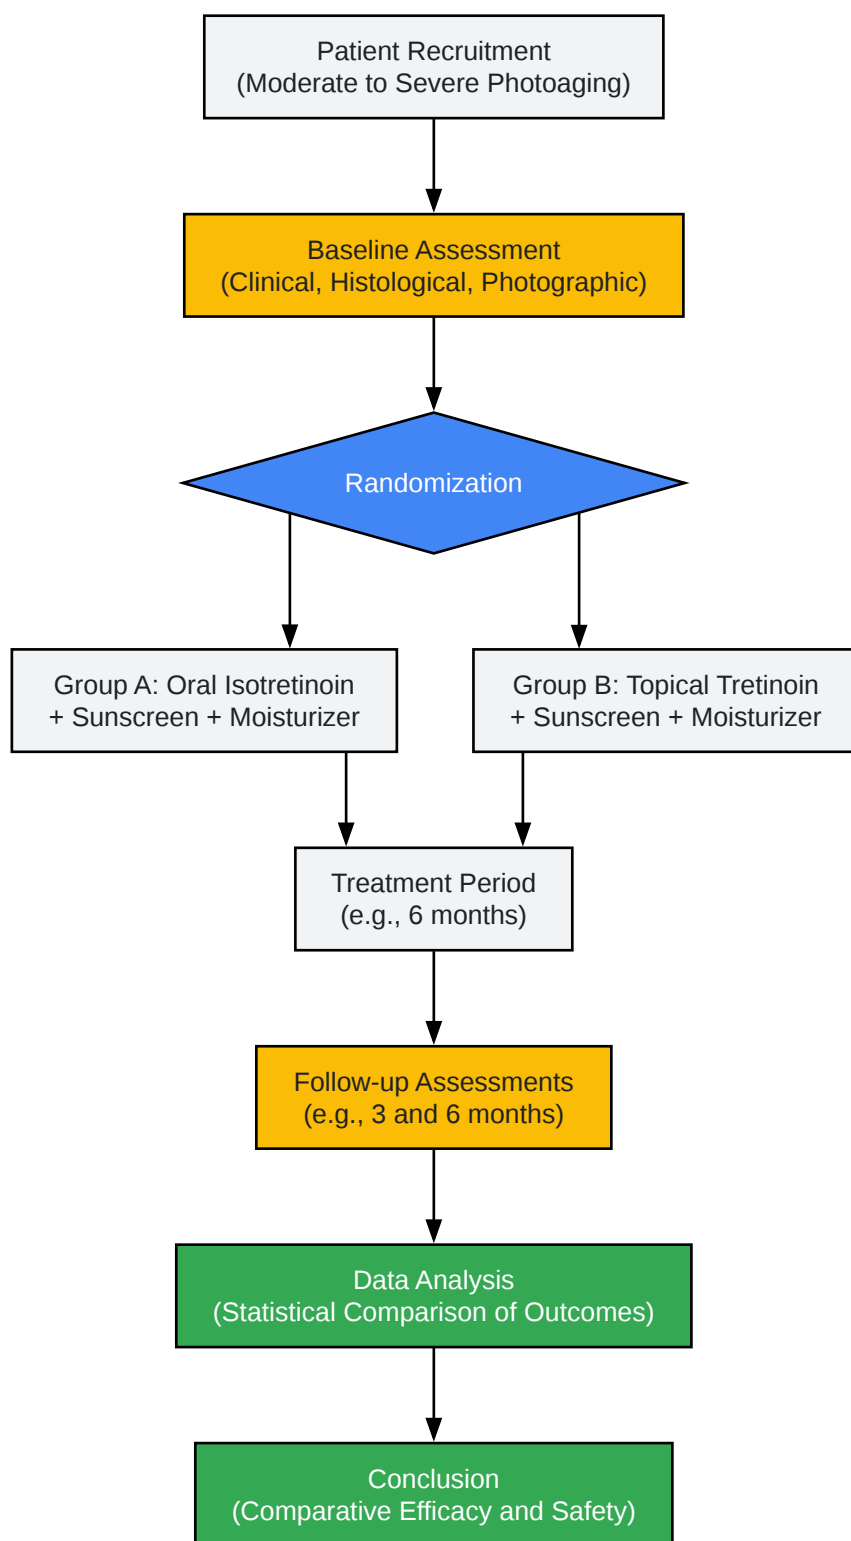 Patient Recruitment
(Moderate to Severe Photoaging)
Baseline Assessment
(Clinical, Histological, Photographic)
Randomization
Group A: Oral Isotretinoin
+ Sunscreen + Moisturizer
Group B: Topical Tretinoin
+ Sunscreen + Moisturizer
Treatment Period
(e.g., 6 months)
Follow-up Assessments
(e.g., 3 and 6 months)
Data Analysis
(Statistical Comparison of Outcomes)
Conclusion
(Comparative Efficacy and Safety)